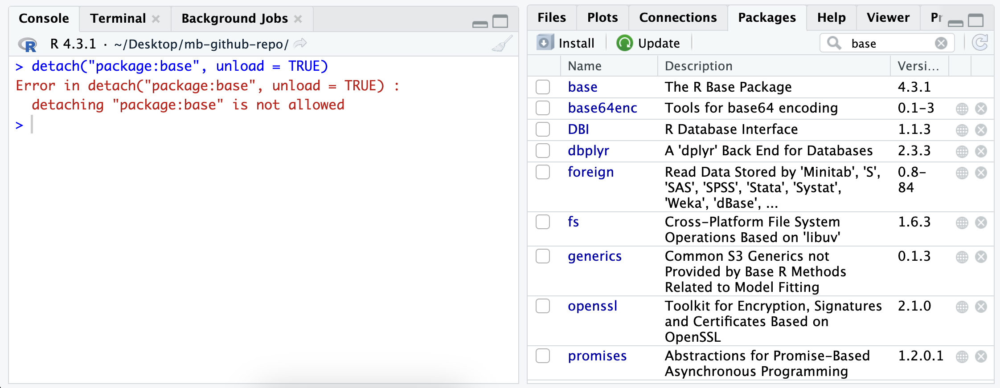 Console Terminal Background Jobs
R 4.3.1 · ~/Desktop/mb-github-repo/
> detach("package:base", unload = TRUE)
Error in detach("package:base", unload = TRUE) :
detaching "package:base" is not allowed
>
Files Plots Connections Packages Help Viewer
Install Update base
Name Description Versi...
base The R Base Package 4.3.1
base64enc Tools for base64 encoding 0.1-3
DBI R Database Interface 1.1.3
dbplyr A 'dplyr' Back End for Databases 2.3.3
foreign Read Data Stored by 'Minitab', 'S', 0.8-
'SAS', 'SPSS', 'Stata', 'Systat', 84
'Weka', 'dBase', ...
fs Cross-Platform File System 1.6.3
Operations Based on 'libuv'
generics Common S3 Generics not 0.1.3
Provided by Base R Methods
Related to Model Fitting
openssl Toolkit for Encryption, Signatures 2.1.0
and Certificates Based on
OpenSSL
promises Abstractions for Promise-Based 1.2.0.1
Asynchronous Programming